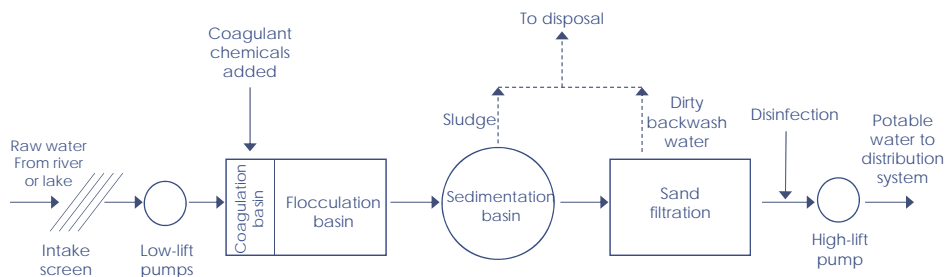 To disposal
Coagulant
chemicals
added
Sludge
Dirty
backwash
water
Disinfection
Potable
water to
distribution
system
Raw water
From river
or lake
Coagulation
basin
Flocculation
basin
Sedimentation
basin
Sand
filtration
Intake
screen
Low-lift
pumps
High-lift
pump